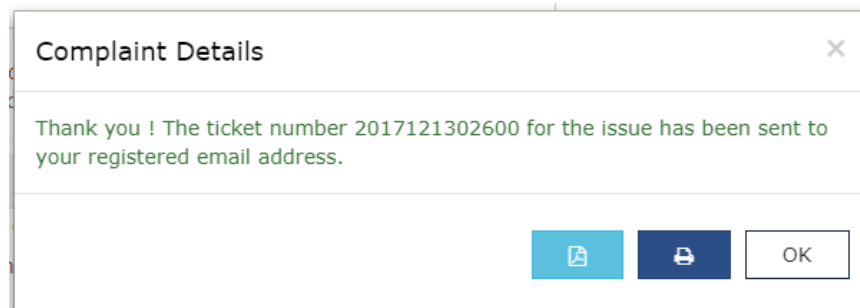 Complaint Details
Thank you ! The ticket number 2017121302600 for the issue has been sent to
your registered email address.
OK